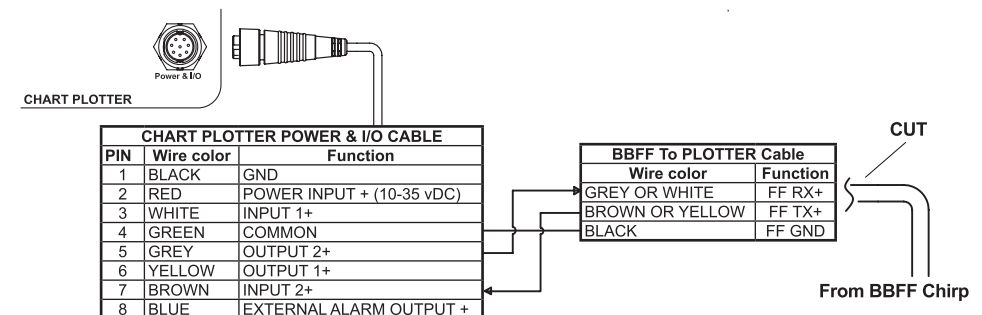 Power & I/O
CHART PLOTTER
CHART PLOTTER POWER & I/O CABLE
PIN Wire color Function
1 BLACK GND
2 RED POWER INPUT + (10-35 vDC)
3 WHITE INPUT 1+
4 GREEN COMMON
5 GREY OUTPUT 2+
6 YELLOW OUTPUT 1+
7 BROWN INPUT 2+
8 BLUE EXTERNAL ALARM OUTPUT +
BBFF To PLOTTER Cable
Wire color Function
GREY OR WHITE FF RX+
BROWN OR YELLOW FF TX+
BLACK FF GND
CUT
From BBFF Chirp